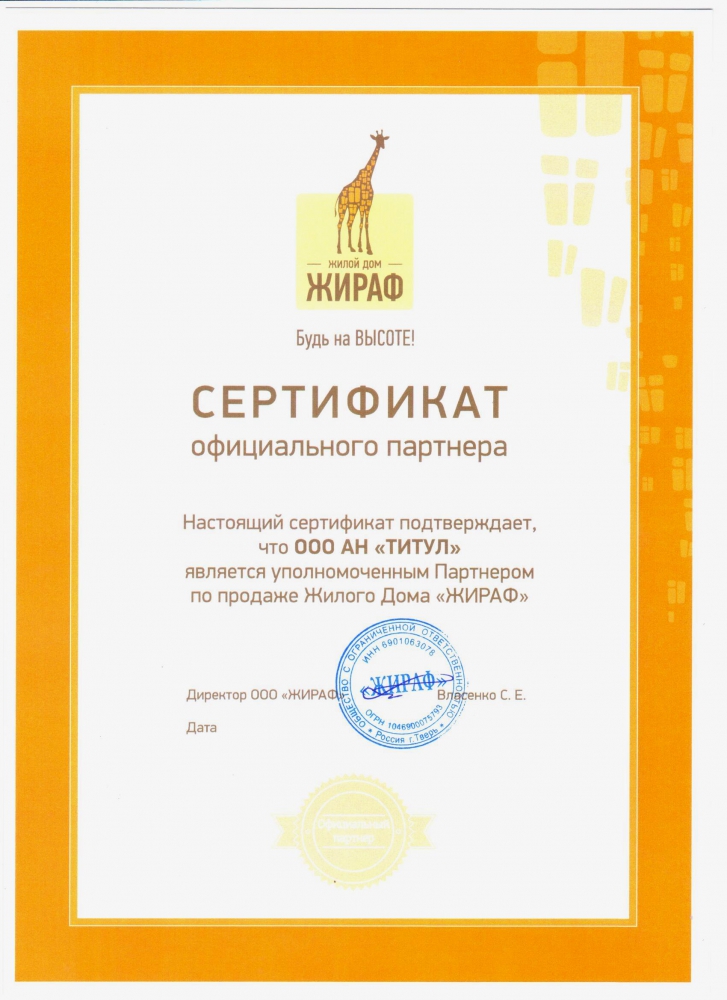 ЖИЛОЙ ДОМ
ЖИРАФ
Будь на ВЫСОТЕ!
СЕРТИФИКАТ
официального партнера
Настоящий сертификат подтверждает,
что ООО АН «ТИТУЛ»
является уполномоченным Партнером
по продаже Жилого Дома «ЖИРАФ»
ОБЩЕСТВО С ОГРАНИЧЕННОЙ ОТВЕТСТВЕННОСТЬЮ
ИНН 6901063076
«ЖИРАФ»
Директор ООО «ЖИРАФ» Власенко С. Е.
ОГРН 1046900075793
* Россия г.Тверь *
Дата
Официальный
партнер